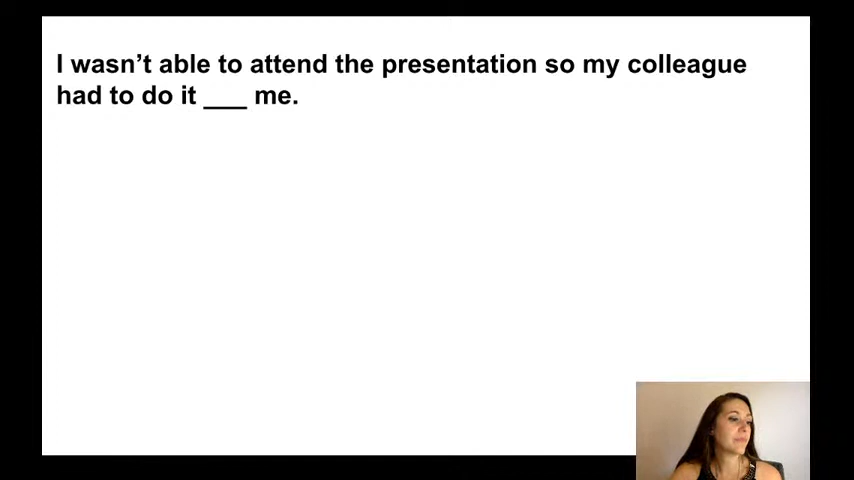 I wasn’t able to attend the presentation so my colleague
had to do it ___ me.